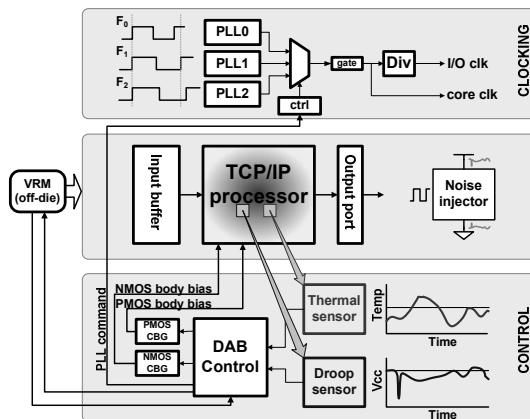 F0
F1
F2
PLL0
PLL1
PLL2
gate
Div
ctrl
I/O clk
core clk
CLOCKING
VRM
(off-die)
Input buffer
TCP/IP
processor
Output port
Noise
injector
NMOS body bias
PMOS body bias
PLL command
PMOS
CBG
NMOS
CBG
DAB
Control
Thermal
sensor
Droop
sensor
Temp
Time
Vcc
Time
CONTROL